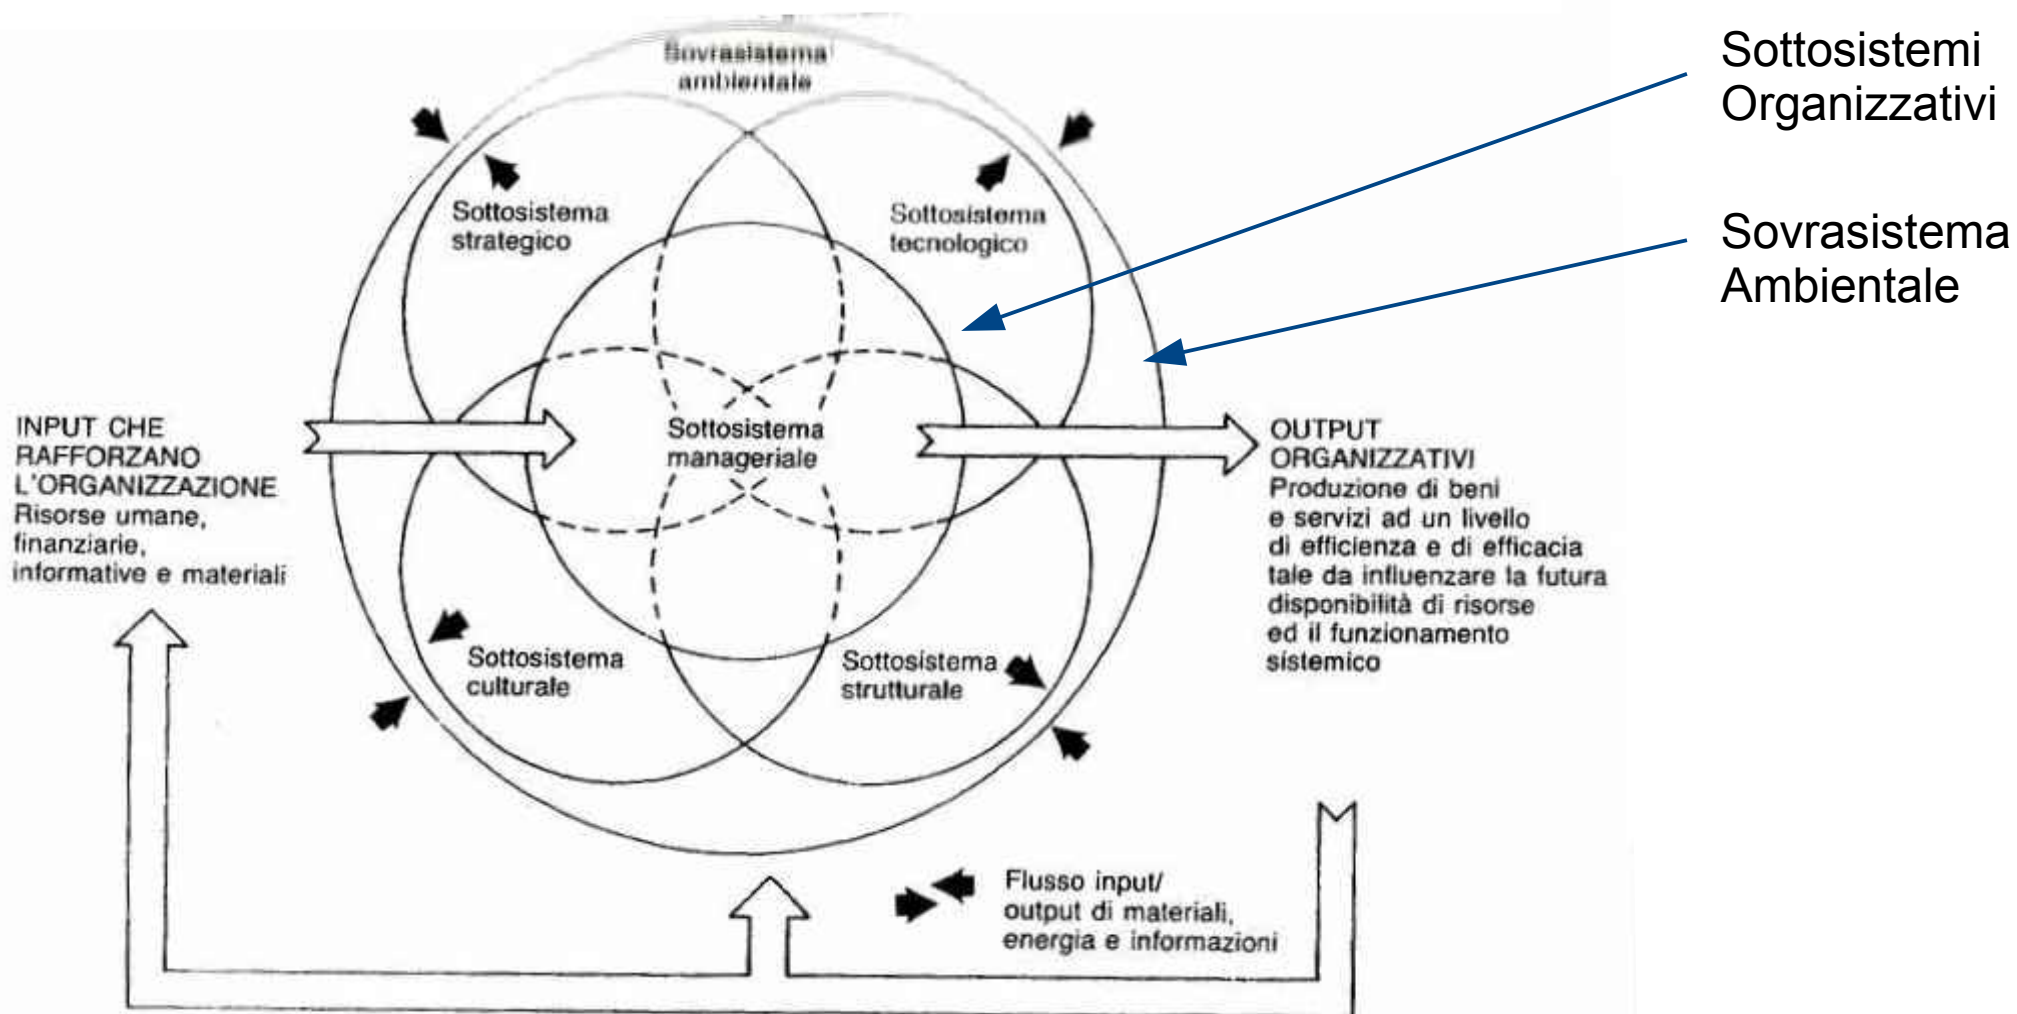 Sovrasistema
ambientale
Sottosistemi
Organizzativi
Sottosistema
strategico
Sottosistema
tecnologico
Sovrasistema
Ambientale
INPUT CHE
RAFFORZANO
L'ORGANIZZAZIONE
Risorse umane,
finanziarie,
informative e materiali
Sottosistema
manageriale
OUTPUT
ORGANIZZATIVI
Produzione di beni
e servizi ad un livello
di efficienza e di efficacia
tale da influenzare la futura
disponibilità di risorse
ed il funzionamento
sistemico
Sottosistema
culturale
Sottosistema
strutturale
Flusso input/
output di materiali,
energia e informazioni